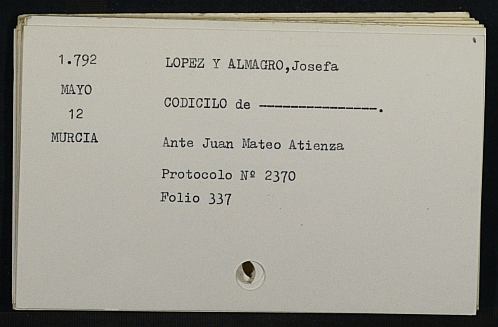 1.792 LOPEZ Y ALMAGRO,Josefa
MAYO
12 CODICILO de ---------------.
MURCIA Ante Juan Mateo Atienza
Protocolo Nº 2370
Folio 337